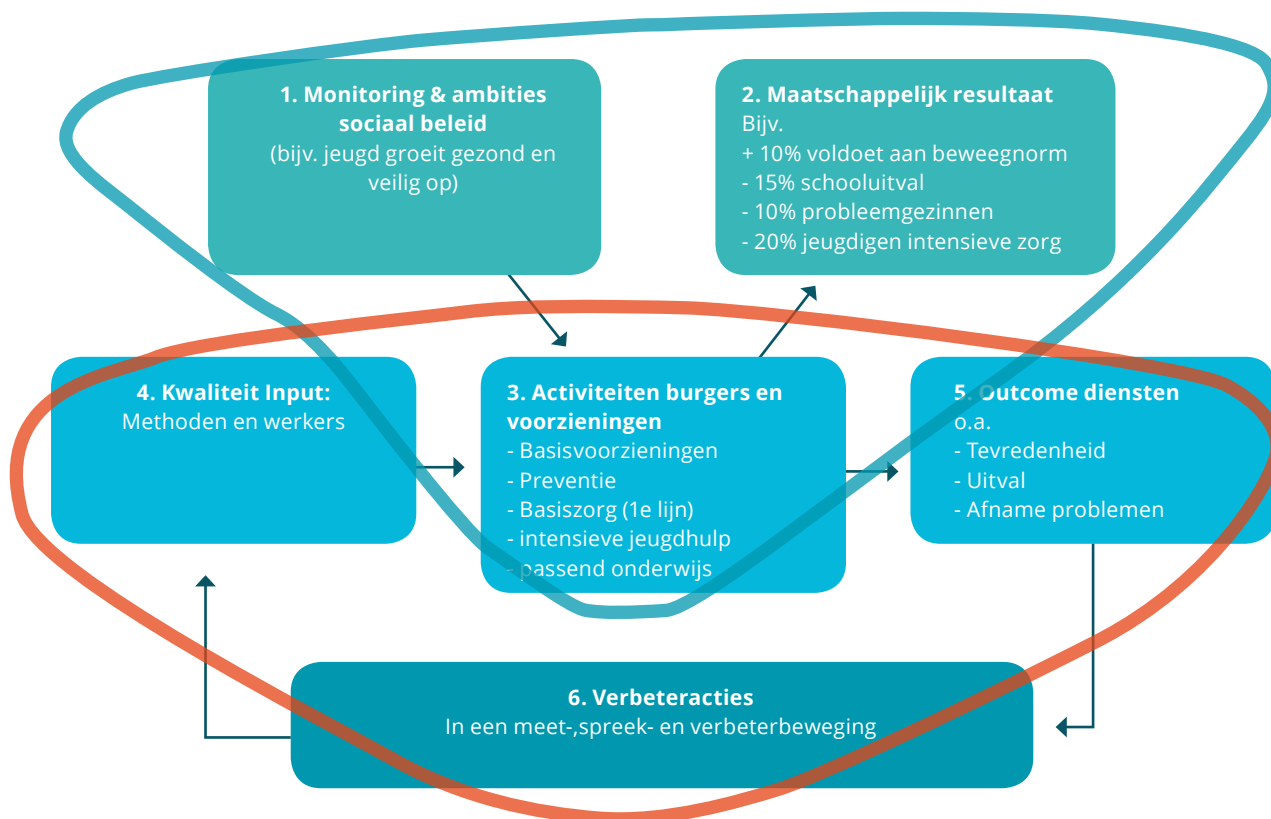 1. Monitoring & ambities
sociaal beleid
(bijv. jeugd groeit gezond en
veilig op)
2. Maatschappelijk resultaat
Bijv.
+ 10% voldoet aan beweegnorm
- 15% schooluitval
- 10% probleemgezinnen
- 20% jeugdigen intensieve zorg
4. Kwaliteit Input:
Methoden en werkers
3. Activiteiten burgers en
voorzieningen
- Basisvoorzieningen
- Preventie
- Basiszorg (1e lijn)
- intensieve jeugdhulp
- passend onderwijs
5. Outcome diensten
o.a.
- Tevredenheid
- Uitval
- Afname problemen
6. Verbeteracties
In een meet-,spreek- en verbeterbeweging